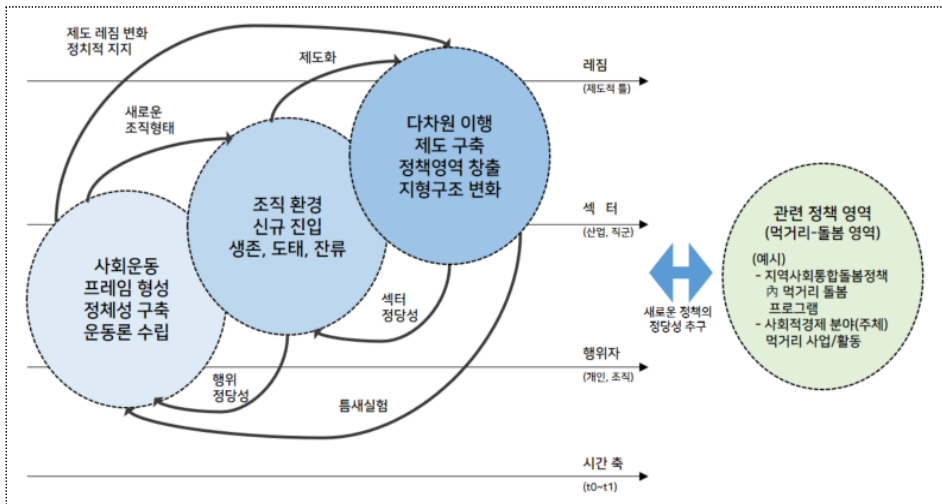 제도 레짐 변화
정치적 지지
제도화
레짐
(제도적 틀)
새로운
조직형태
다차원 이행
제도 구축
정책영역 창출
지형구조 변화
조직 환경
신규 진입
생존, 도태, 잔류
섹 터
(산업, 직군)
사회운동
프레임 형성
정체성 구축
운동론 수립
섹터
정당성
행위
정당성
틈새실험
행위자
(개인, 조직)
시간 축
(t0~t1)
새로운 정책의
정당성 추구
관련 정책 영역
(먹거리-돌봄 영역)
(예시)
- 지역사회통합돌봄정책
內 먹거리 돌봄
프로그램
- 사회적경제 분야(주체)
먹거리 사업/활동